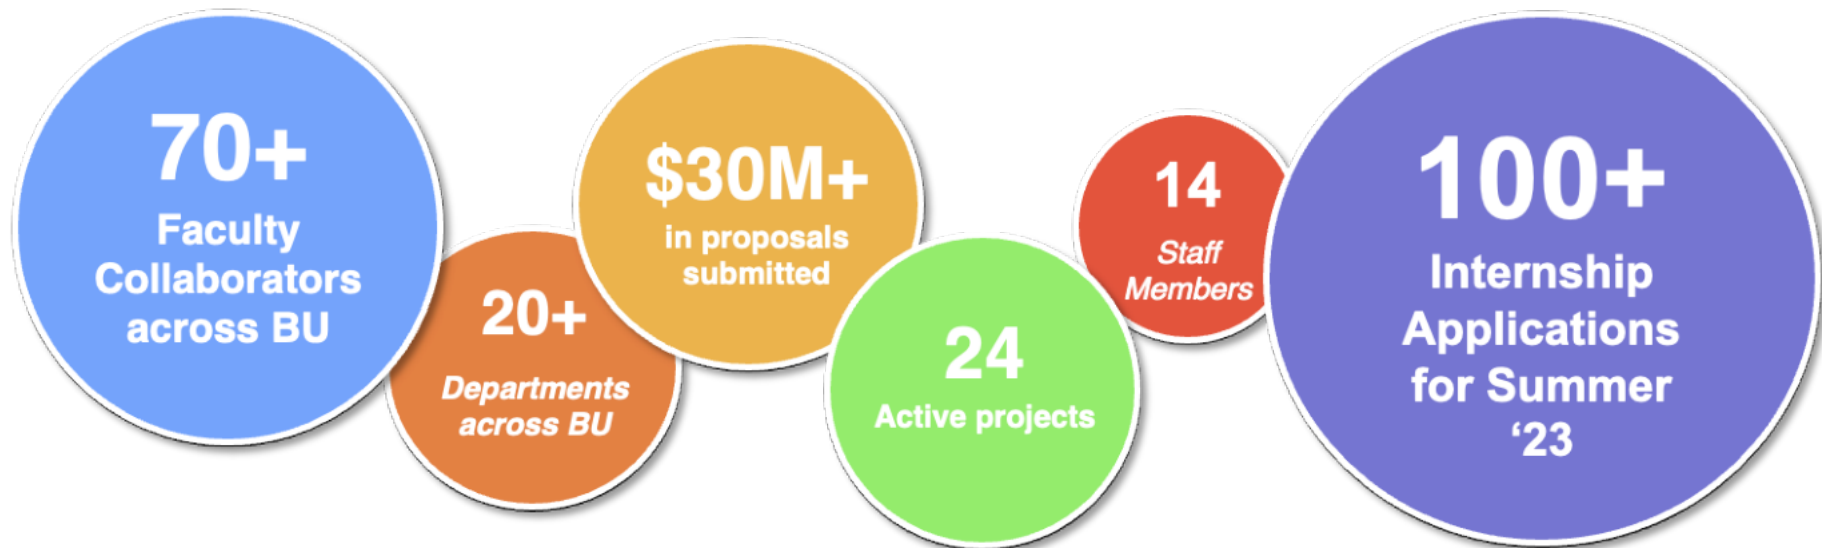 70+
Faculty
Collaborators
across BU
20+
Departments
across BU
$30M+
in proposals
submitted
24
Active projects
14
Staff
Members
100+
Internship
Applications
for Summer
‘23